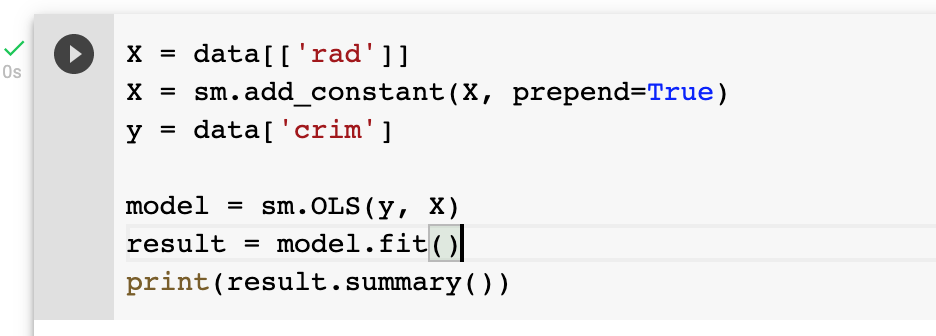 0s
X = data[['rad']]
X = sm.add_constant(X, prepend=True)
y = data['crim']
model = sm.OLS(y, X)
result = model.fit()
print(result.summary())